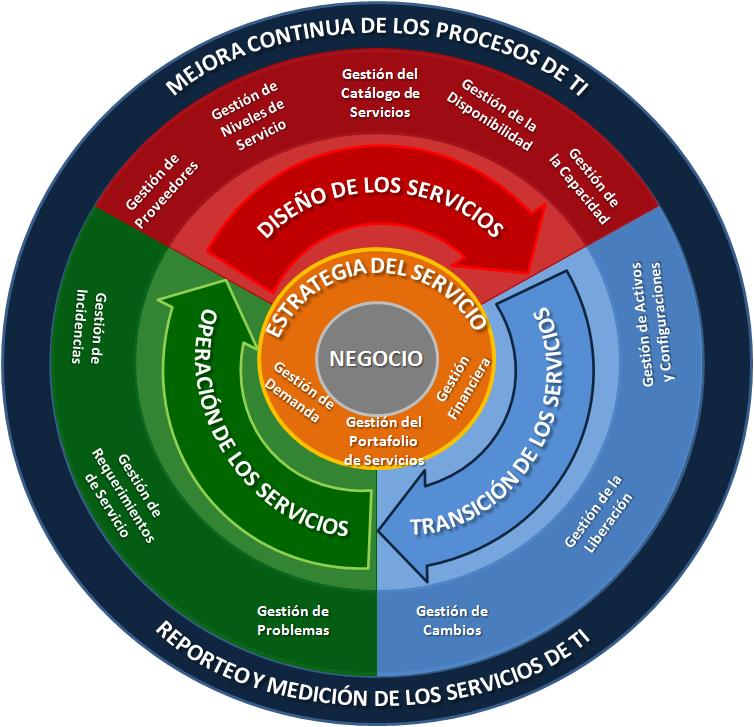 MEJORA CONTINUA DE LOS PROCESOS DE TI
Gestión de
Proveedores
Gestión de
Niveles de
Servicio
Gestión del
Catálogo de
Servicios
Gestión de la
Disponibilidad
Gestión de
la Capacidad
DISEÑO DE LOS SERVICIOS
ESTRATEGIA DEL SERVICIO
NEGOCIO
Gestión de
Demanda
Gestión del
Portafolio
de Servicios
Gestión
Financiera
TRANSICIÓN DE LOS SERVICIOS
Gestión de Activos
y Configuraciones
Gestión de la
Liberación
Gestión de
Cambios
OPERACIÓN DE LOS SERVICIOS
Gestión de
Incidencias
Gestión de
Requerimientos
de Servicio
Gestión de
Problemas
REPORTEO Y MEDICIÓN DE LOS SERVICIOS DE TI